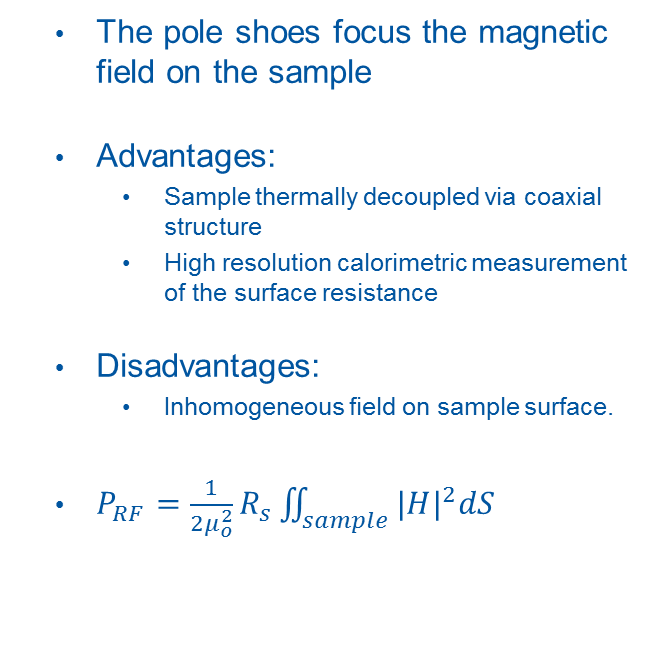 • The pole shoes focus the magnetic
field on the sample
• Advantages:
• Sample thermally decoupled via coaxial
structure
• High resolution calorimetric measurement
of the surface resistance
• Disadvantages:
• Inhomogeneous field on sample surface.
• $P_{RF} = \frac{1}{2\mu_o^2} R_s \iint_{sample} |H|^2 dS$